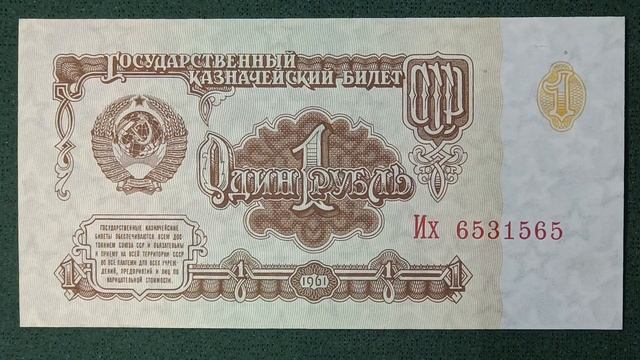 Государственный
казначейский билет
СССР
1
1
Один рубль
Их 6531565
Государственные казначейские
билеты обеспечиваются всем дос
тоянием Союза ССР и обязательны
к приему на всей территории СССР
во все платежи для всех учреж-
дений, предприятий и лиц по
нарицательной стоимости.
1
1961
1